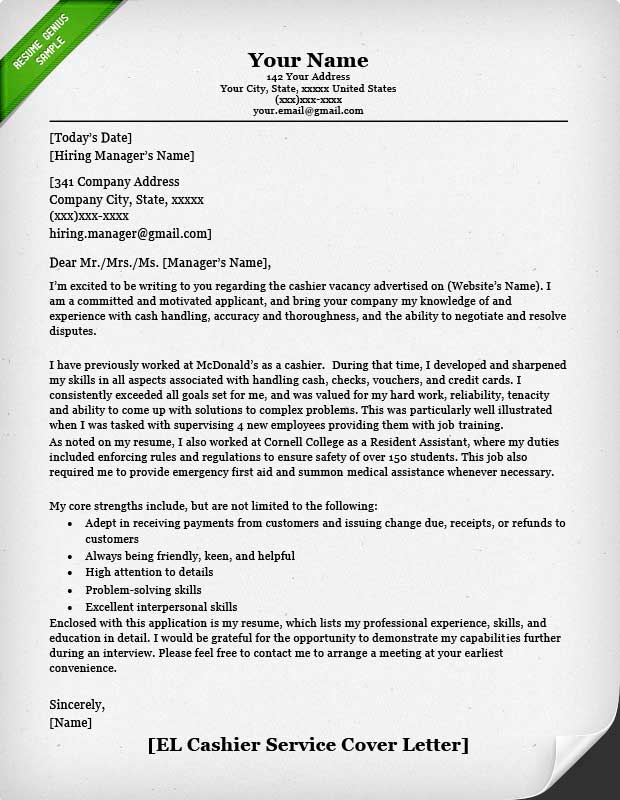 RESUME GENIUS
SAMPLE
Your Name
142 Your Address
Your City, State, xxxxx United States
(xxx)xxx-xxxx
your.email@gmail.com
[Today's Date]
[Hiring Manager's Name]
[341 Company Address
Company City, State, xxxxx
(xxx)xxx-xxxx
hiring.manager@gmail.com]
Dear Mr./Mrs./Ms. [Manager's Name],
I'm excited to be writing to you regarding the cashier vacancy advertised on (Website's Name). I
am a committed and motivated applicant, and bring your company my knowledge of and
experience with cash handling, accuracy and thoroughness, and the ability to negotiate and resolve
disputes.
I have previously worked at McDonald's as a cashier.  During that time, I developed and sharpened
my skills in all aspects associated with handling cash, checks, vouchers, and credit cards. I
consistently exceeded all goals set for me, and was valued for my hard work, reliability, tenacity
and ability to come up with solutions to complex problems. This was particularly well illustrated
when I was tasked with supervising 4 new employees providing them with job training.
As noted on my resume, I also worked at Cornell College as a Resident Assistant, where my duties
included enforcing rules and regulations to ensure safety of over 150 students. This job also
required me to provide emergency first aid and summon medical assistance whenever necessary.
My core strengths include, but are not limited to the following:
• Adept in receiving payments from customers and issuing change due, receipts, or refunds to
customers
• Always being friendly, keen, and helpful
• High attention to details
• Problem-solving skills
• Excellent interpersonal skills
Enclosed with this application is my resume, which lists my professional experience, skills, and
education in detail. I would be grateful for the opportunity to demonstrate my capabilities further
during an interview. Please feel free to contact me to arrange a meeting at your earliest
convenience.
Sincerely,
[Name]
[EL Cashier Service Cover Letter]